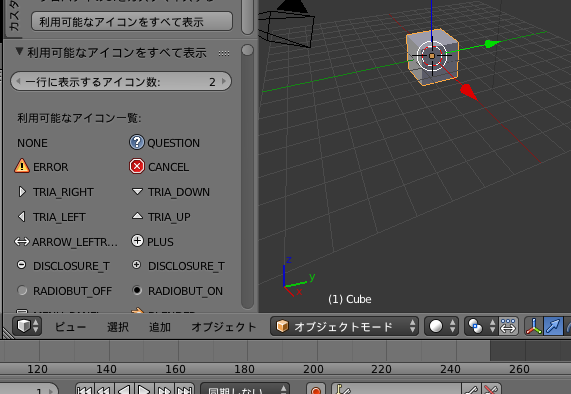 カスタ
利用可能なアイコンをすべて表示
利用可能なアイコンをすべて表示
一行に表示するアイコン数: 2
利用可能なアイコン一覧:
NONE QUESTION
ERROR CANCEL
TRIA_RIGHT TRIA_DOWN
TRIA_LEFT TRIA_UP
ARROW_LEFTR... PLUS
DISCLOSURE_T DISCLOSURE_T
RADIOBUT_OFF RADIOBUT_ON
z
y
x
(1) Cube
ビュー 選択 追加 オブジェクト オブジェクトモード
120 140 160 180 200 220 240 260
1 同期しない